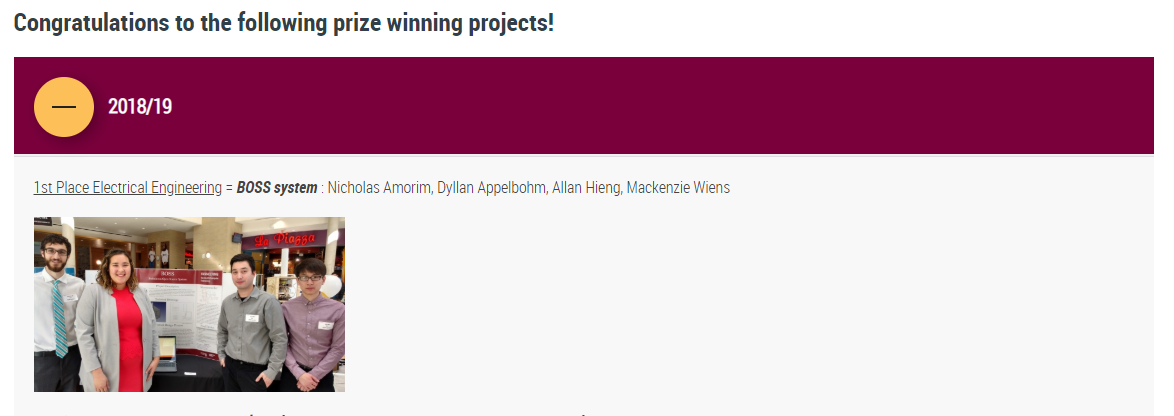 Congratulations to the following prize winning projects!
2018/19
1st Place Electrical Engineering = BOSS system : Nicholas Amorim, Dyllan Appelbohm, Allan Hieng, Mackenzie Wiens
La Piazza
BOSS